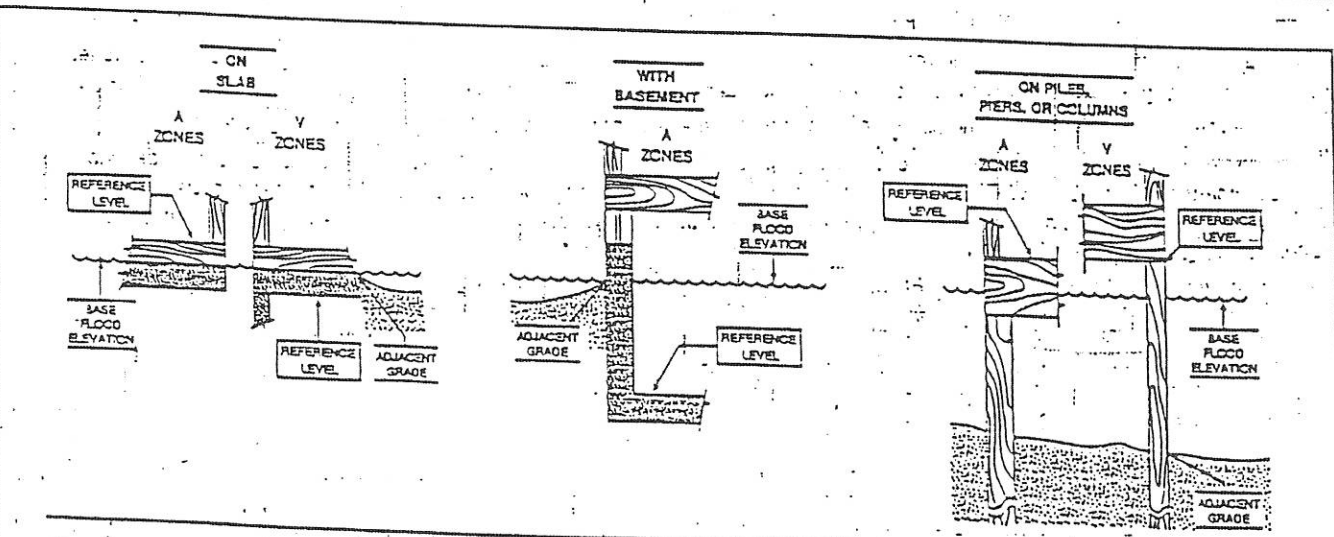 ON
SLAB
A
ZONES
V
ZONES
REFERENCE
LEVEL
BASE
FLOOD
ELEVATION
REFERENCE
LEVEL
ADJACENT
GRADE
WITH
BASEMENT
A
ZONES
BASE
FLOOD
ELEVATION
ADJACENT
GRADE
REFERENCE
LEVEL
ON PILES,
PIERS, OR COLUMNS
A
ZONES
V
ZONES
REFERENCE
LEVEL
REFERENCE
LEVEL
BASE
FLOOD
ELEVATION
ADJACENT
GRADE